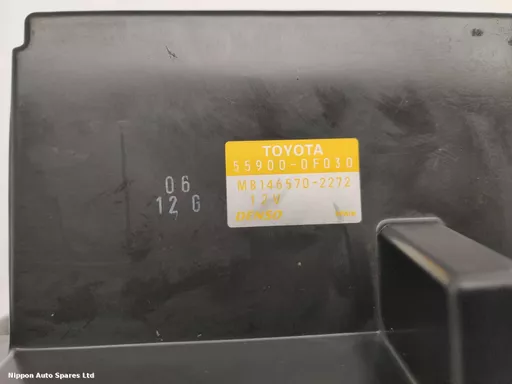 TOYOTA
55900-0F030
MB146570-2272
12V
DENSO
06
12 G
Nippon Auto Spares Ltd